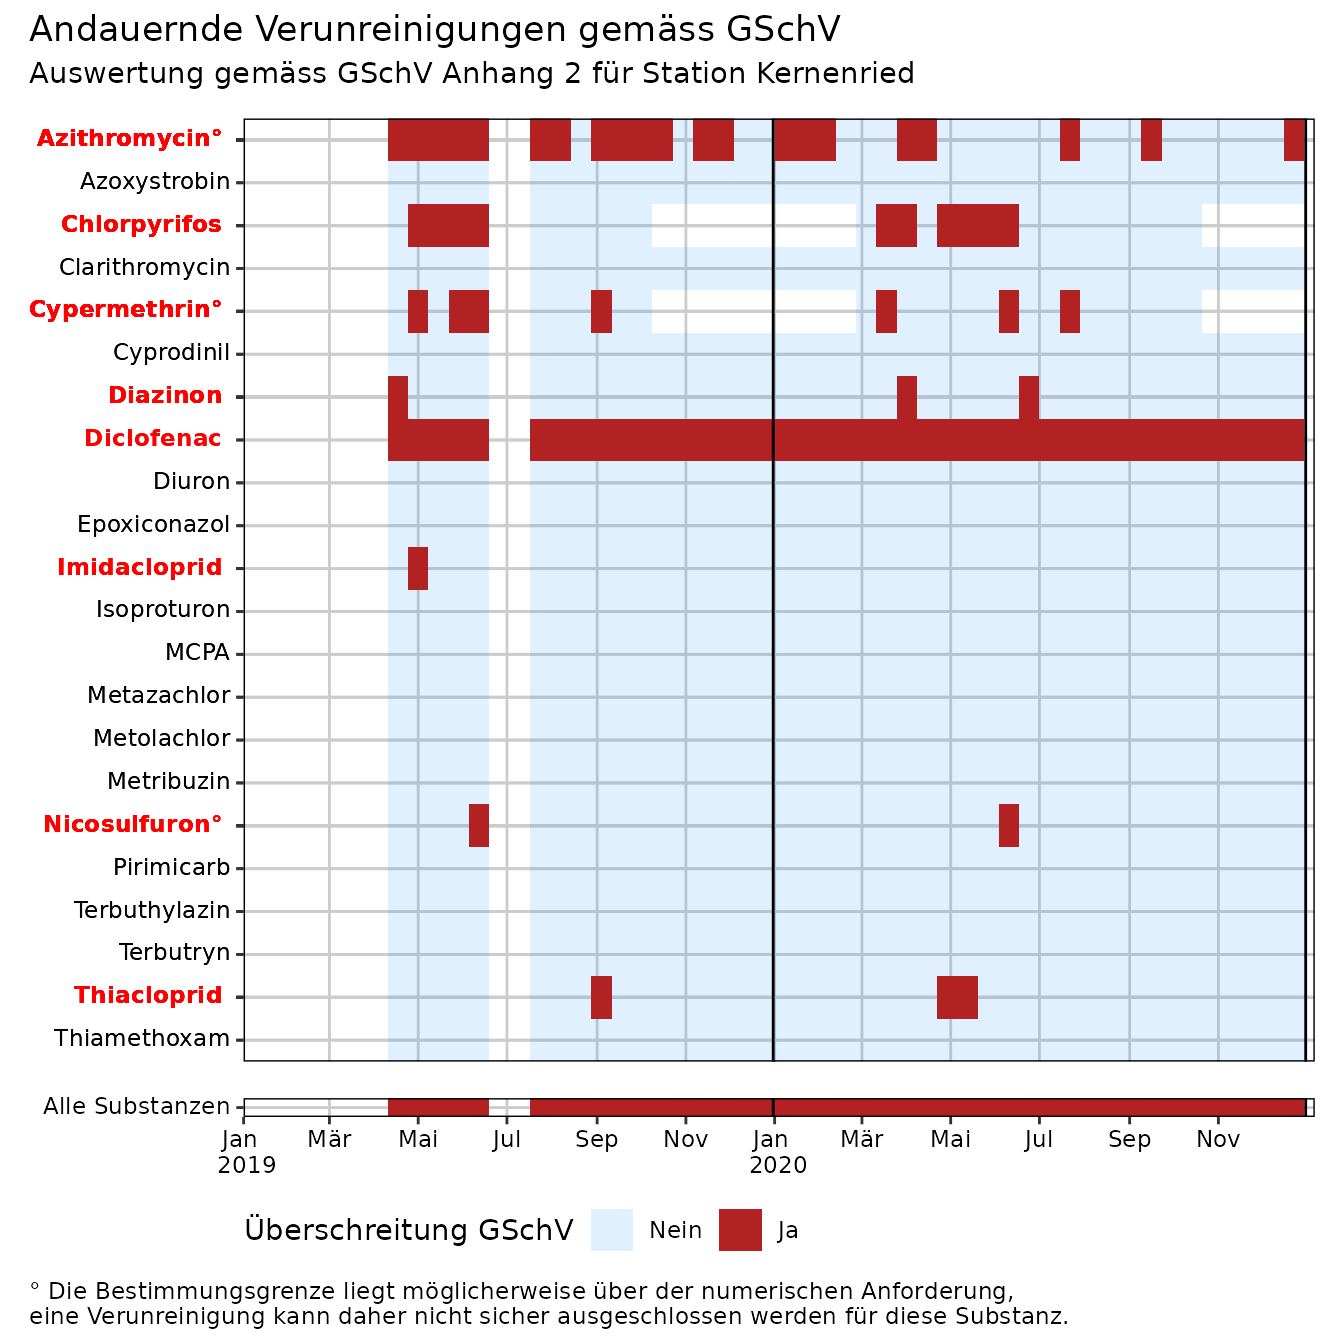 Andauernde Verunreinigungen gemäss GSchV
Auswertung gemäss GSchV Anhang 2 für Station Kernenried
Azithromycin°
Azoxystrobin
Chlorpyrifos
Clarithromycin
Cypermethrin°
Cyprodinil
Diazinon
Diclofenac
Diuron
Epoxiconazol
Imidacloprid
Isoproturon
MCPA
Metazachlor
Metolachlor
Metribuzin
Nicosulfuron°
Pirimicarb
Terbuthylazin
Terbutryn
Thiacloprid
Thiamethoxam
Alle Substanzen
Jan Mär Mai Jul Sep Nov Jan Mär Mai Jul Sep Nov
2019 2020
Überschreitung GSchV Nein Ja
° Die Bestimmungsgrenze liegt möglicherweise über der numerischen Anforderung,
eine Verunreinigung kann daher nicht sicher ausgeschlossen werden für diese Substanz.